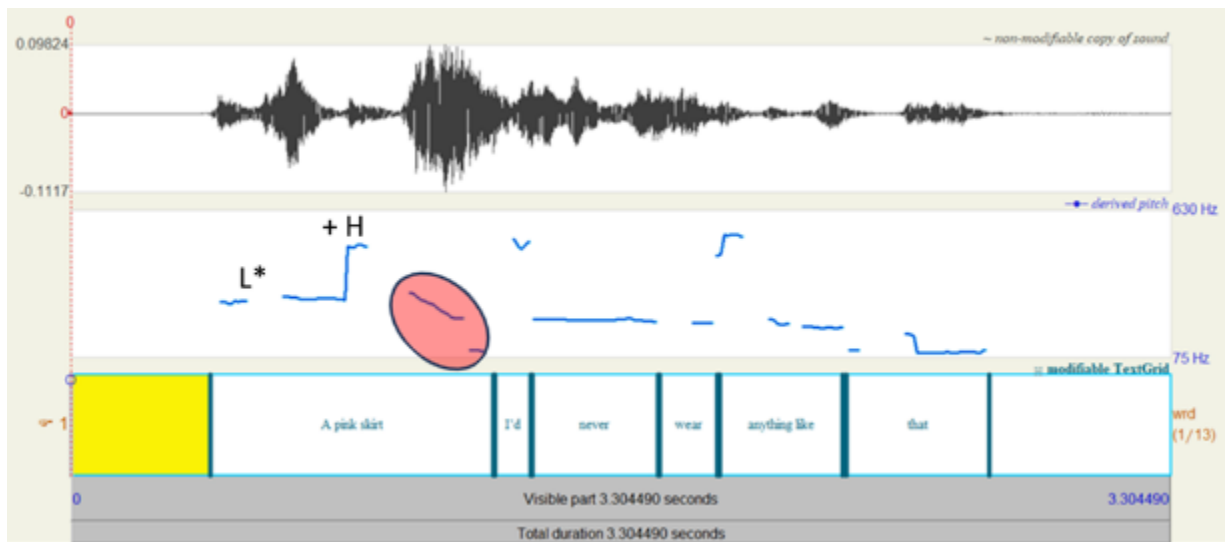 0
0.09824
~ non-modifiable copy of sound
0
-0.1117
derived pitch
630 Hz
+ H
L*
75 Hz
modifiable TextGrid
1
A pink skirt
I'd
never
wear
anything like
that
wrd
(1/13)
0
Visible part 3.304490 seconds
3.304490
Total duration 3.304490 seconds